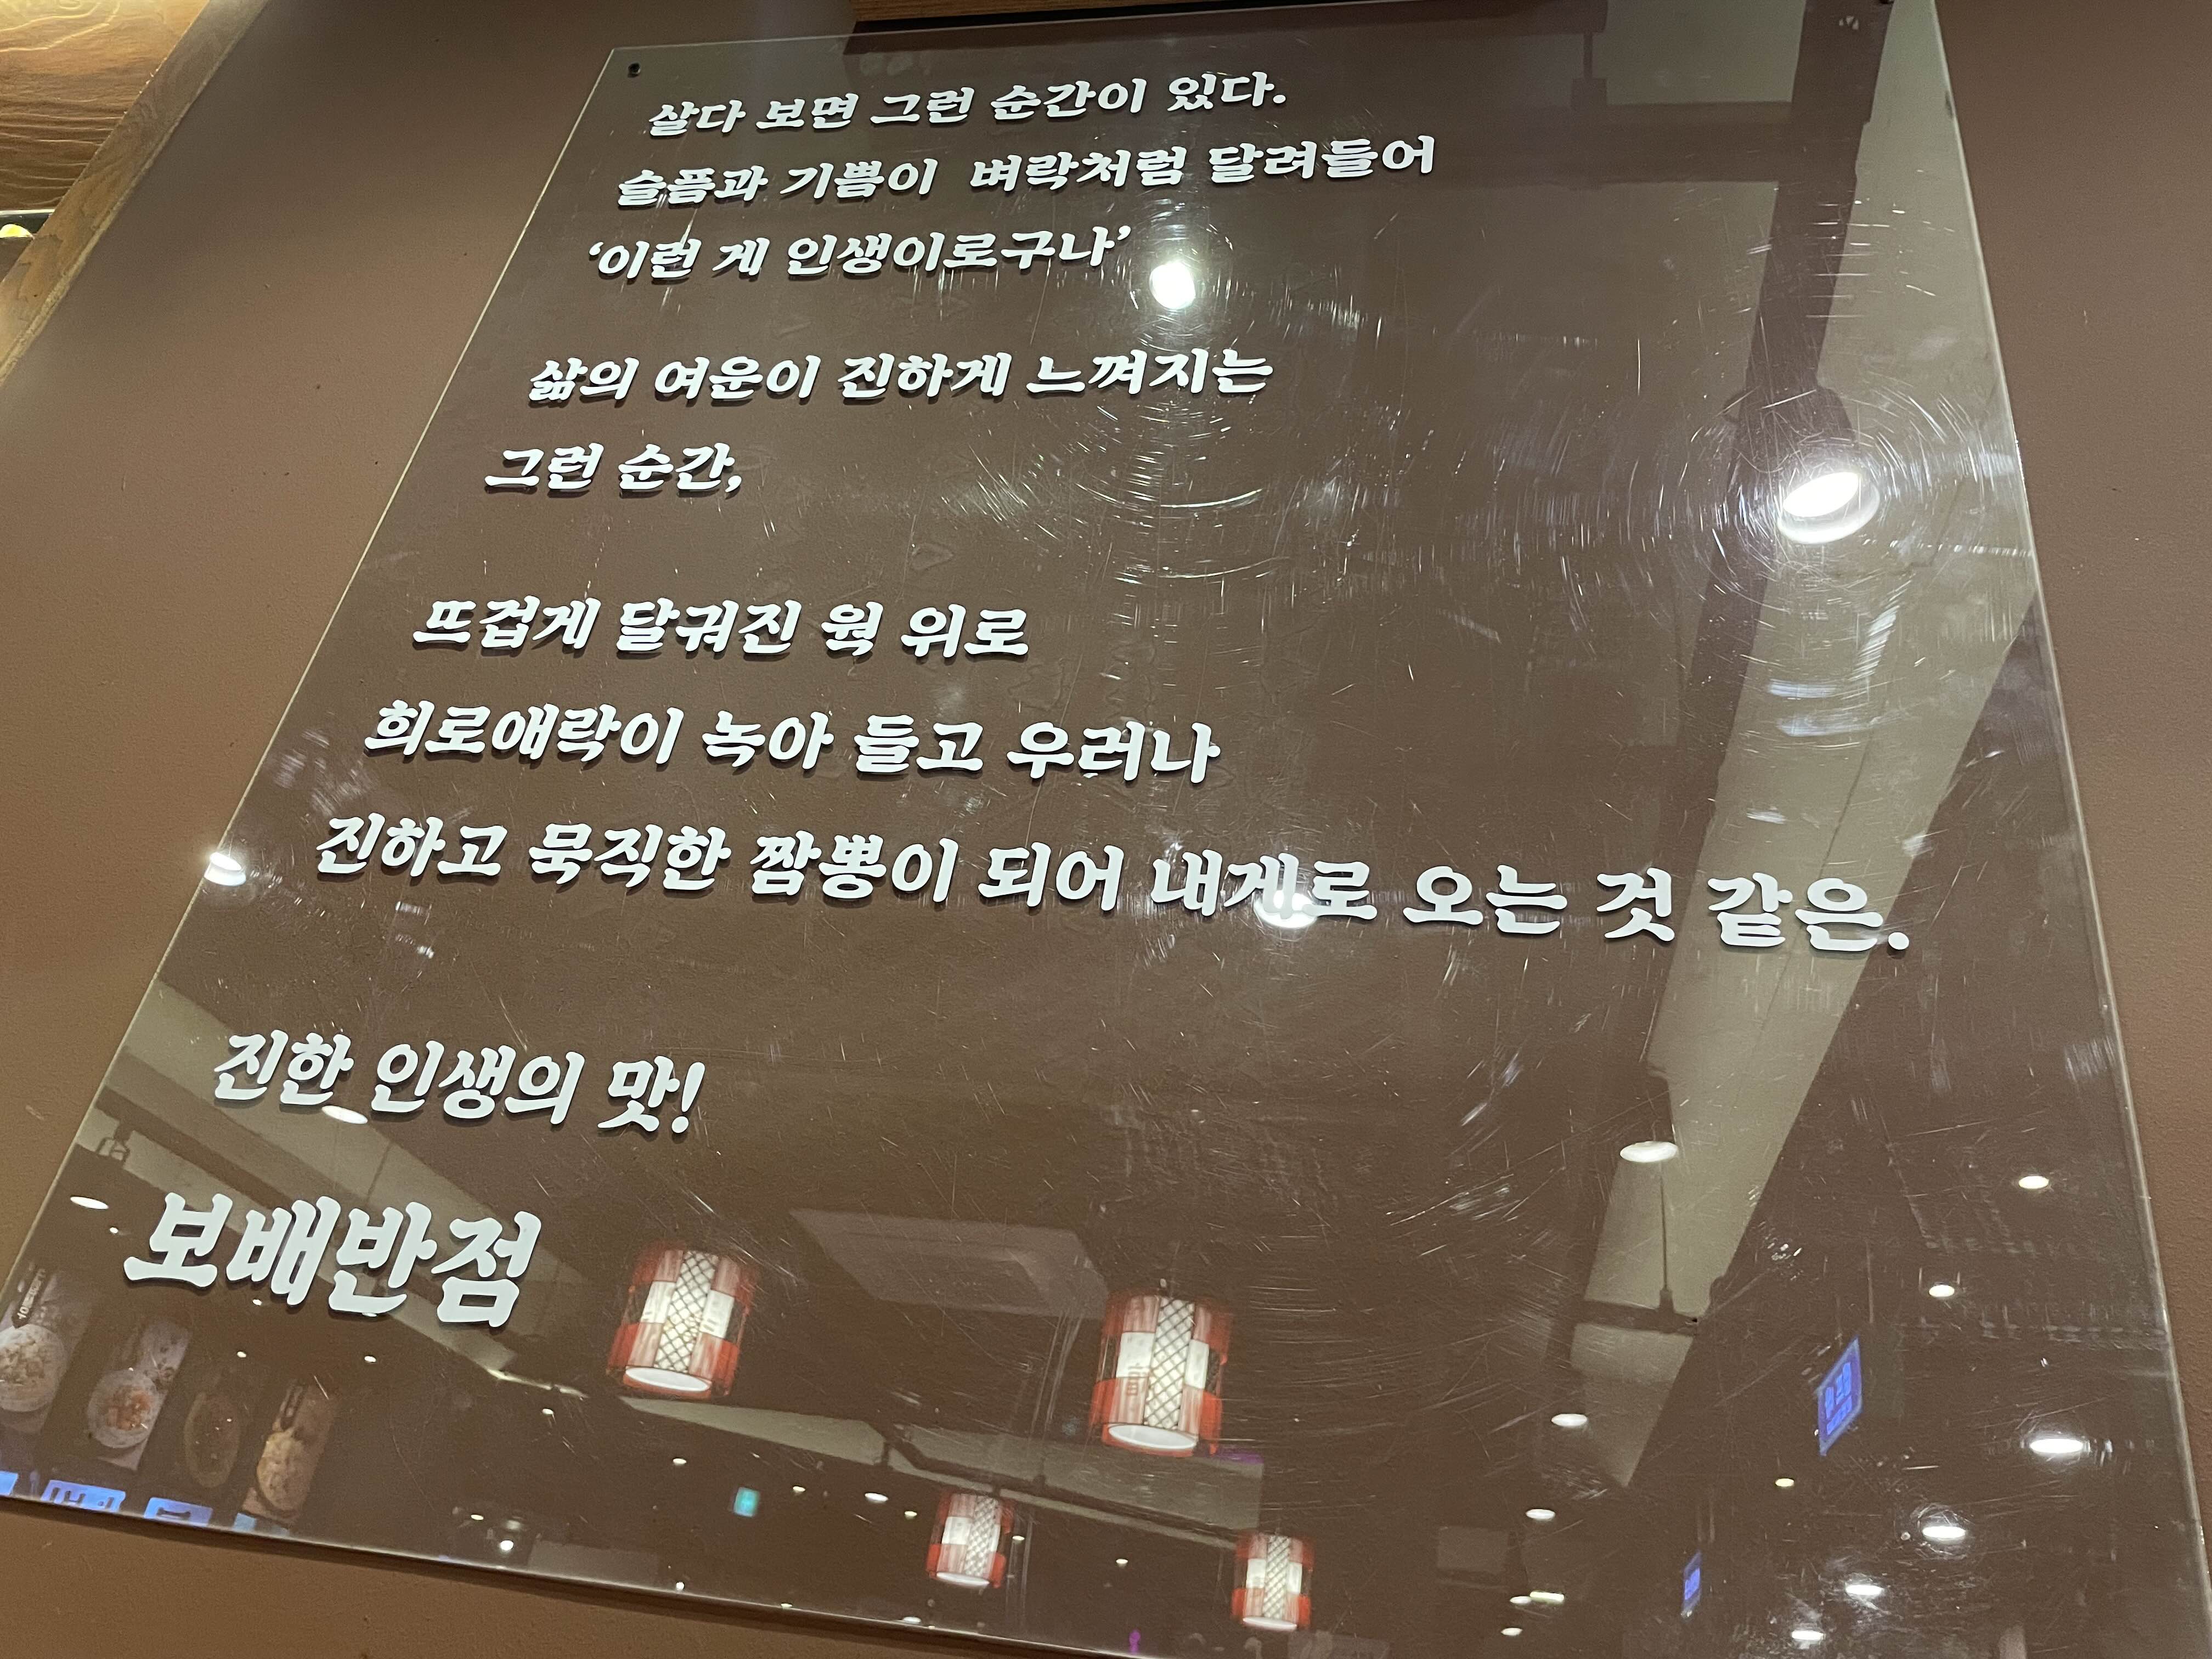 살다 보면 그런 순간이 있다.
슬픔과 기쁨이 벼락처럼 달려들어
‘이런 게 인생이로구나’
삶의 여운이 진하게 느껴지는
그런 순간,
뜨겁게 달궈진 웍 위로
희로애락이 녹아 들고 우러나
진하고 묵직한 짬뽕이 되어 내게로 오는 것 같은.
진한 인생의 맛!
보배반점